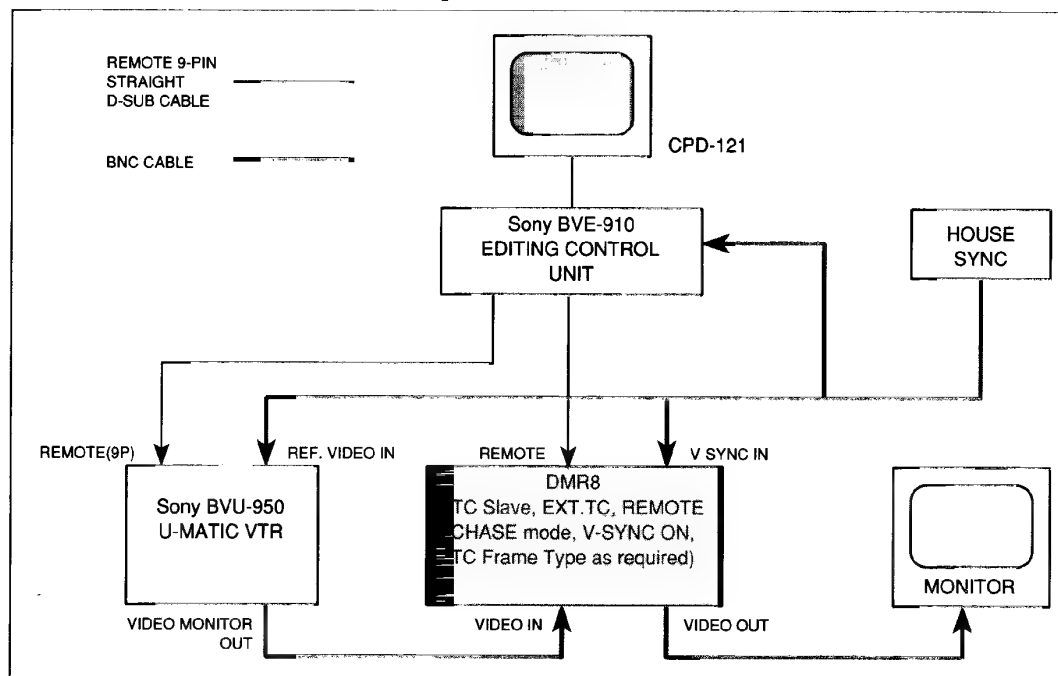 REMOTE 9-PIN
STRAIGHT
D-SUB CABLE
BNC CABLE
CPD-121
Sony BVE-910
EDITING CONTROL
UNIT
HOUSE
SYNC
REMOTE(9P)
REF. VIDEO IN
REMOTE
V SYNC IN
Sony BVU-950
U-MATIC VTR
DMR8
TC Slave, EXT.TC, REMOTE
CHASE mode, V-SYNC ON,
TC Frame Type as required)
MONITOR
VIDEO MONITOR
OUT
VIDEO IN
VIDEO OUT